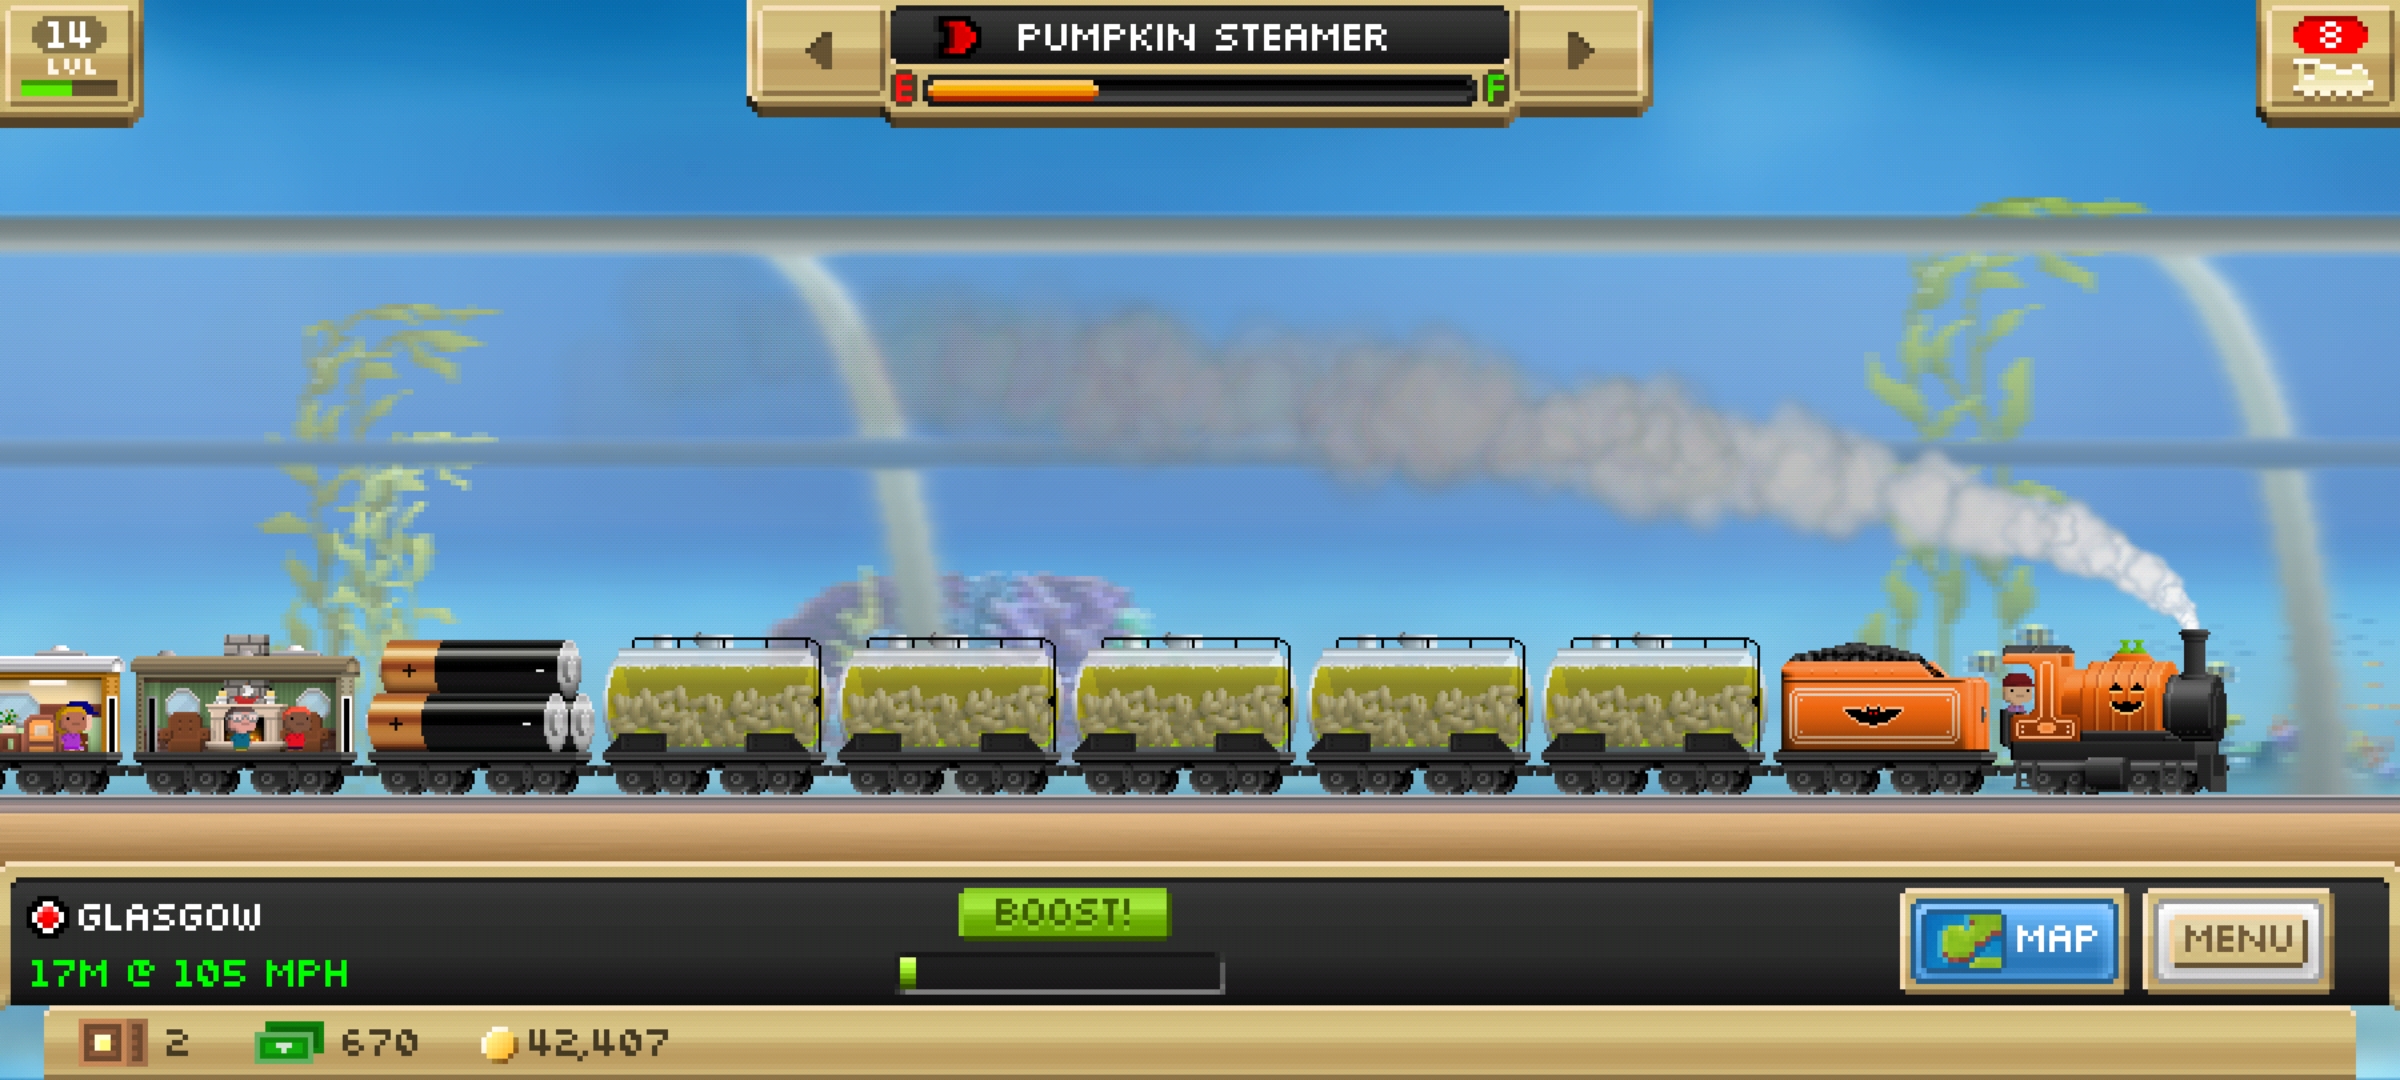 14
LVL
PUMPKIN STEAMER
E F
8
+ -
+ -
GLASGOW
17M @ 105 MPH
BOOST!
MAP
MENU
2 670 42,407